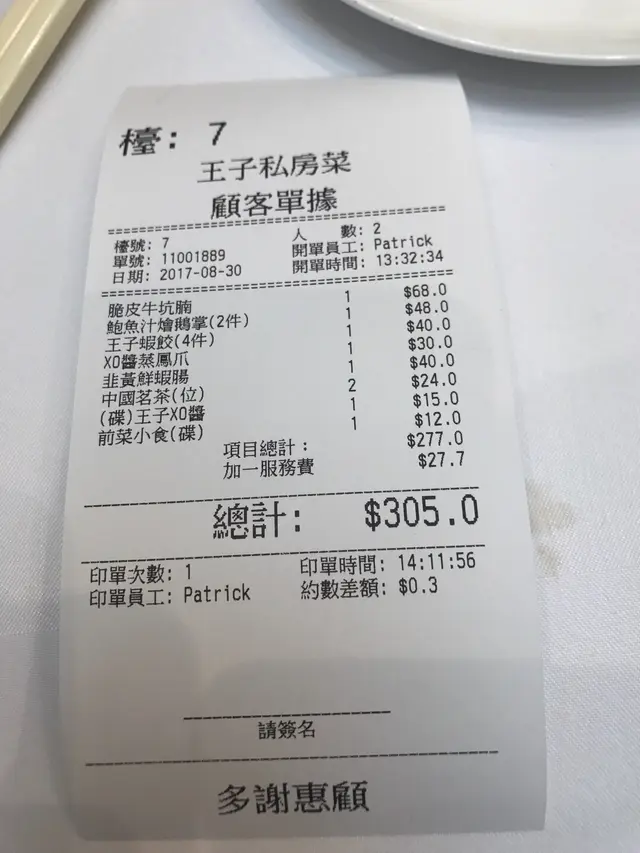 檯: 7
王子私房菜
顧客單據
檯號: 7 人 數: 2
單號: 11001889 開單員工: Patrick
日期: 2017-08-30 開單時間: 13:32:34
脆皮牛坑腩 1 $68.0
鮑魚汁燴鵝掌(2件) 1 $48.0
王子蝦餃(4件) 1 $40.0
XO醬蒸鳳爪 1 $30.0
韭黃鮮蝦腸 1 $40.0
中國茗茶(位) 2 $24.0
(碟)王子XO醬 1 $15.0
前菜小食(碟) 1 $12.0
項目總計: $277.0
加一服務費 $27.7
總計: $305.0
印單次數: 1 印單時間: 14:11:56
印單員工: Patrick 約數差額: $0.3
請簽名
多謝惠顧